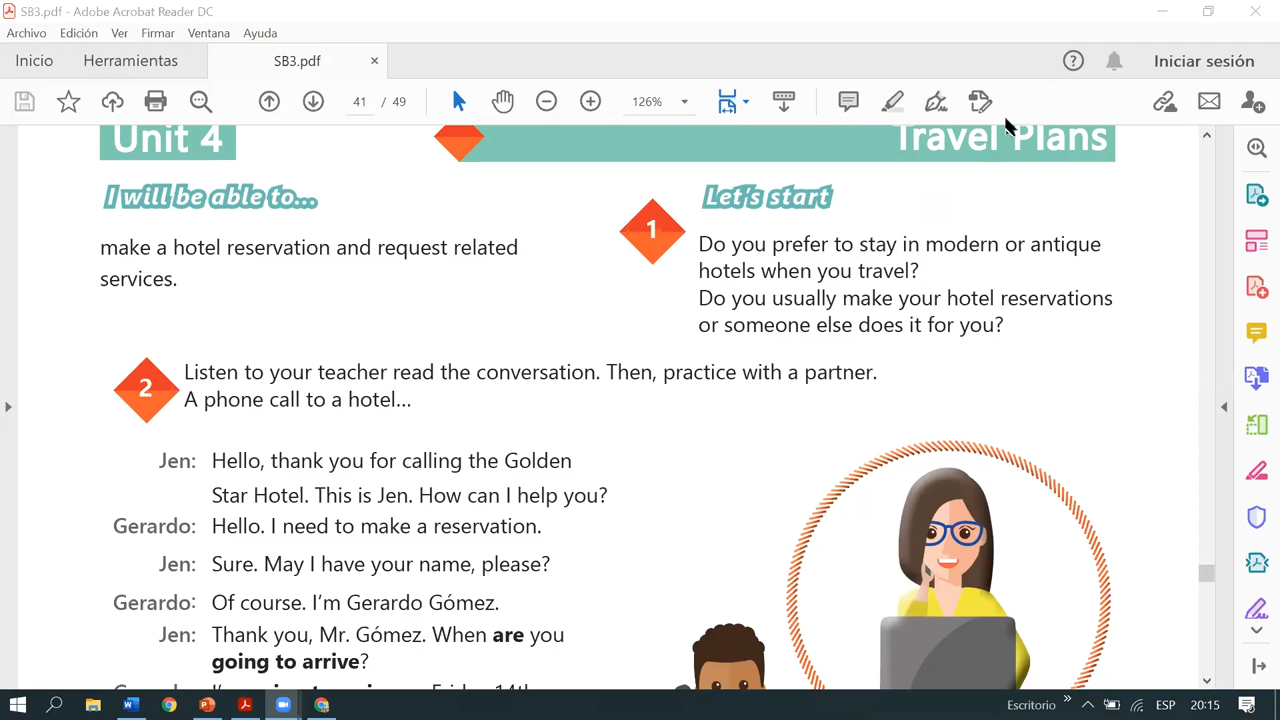 SB3.pdf - Adobe Acrobat Reader DC
Archivo Edición Ver Firmar Ventana Ayuda
Inicio Herramientas SB3.pdf × Iniciar sesión
41 / 49 126%
Unit 4 Travel Plans
I will be able to...
make a hotel reservation and request related
services.
1 Let's start
Do you prefer to stay in modern or antique
hotels when you travel?
Do you usually make your hotel reservations
or someone else does it for you?
2 Listen to your teacher read the conversation. Then, practice with a partner.
A phone call to a hotel...
Jen: Hello, thank you for calling the Golden
Star Hotel. This is Jen. How can I help you?
Gerardo: Hello. I need to make a reservation.
Jen: Sure. May I have your name, please?
Gerardo: Of course. I'm Gerardo Gómez.
Jen: Thank you, Mr. Gómez. When are you
going to arrive?
Escritorio » ESP 20:15